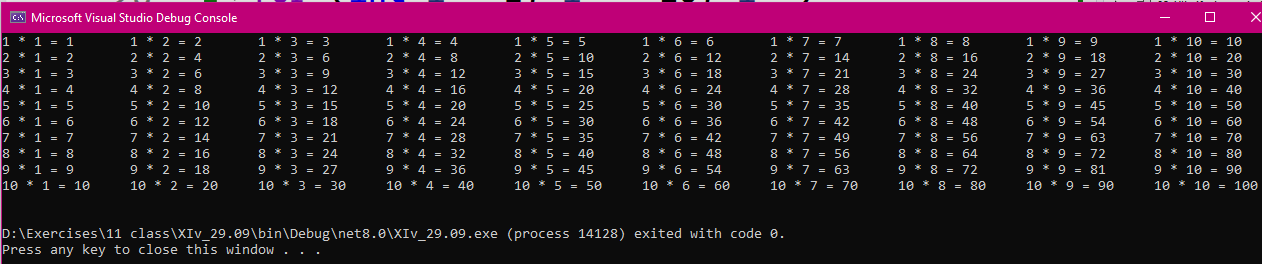 Microsoft Visual Studio Debug Console
1 * 1 = 1 1 * 2 = 2 1 * 3 = 3 1 * 4 = 4 1 * 5 = 5 1 * 6 = 6 1 * 7 = 7 1 * 8 = 8 1 * 9 = 9 1 * 10 = 10
2 * 1 = 2 2 * 2 = 4 2 * 3 = 6 2 * 4 = 8 2 * 5 = 10 2 * 6 = 12 2 * 7 = 14 2 * 8 = 16 2 * 9 = 18 2 * 10 = 20
3 * 1 = 3 3 * 2 = 6 3 * 3 = 9 3 * 4 = 12 3 * 5 = 15 3 * 6 = 18 3 * 7 = 21 3 * 8 = 24 3 * 9 = 27 3 * 10 = 30
4 * 1 = 4 4 * 2 = 8 4 * 3 = 12 4 * 4 = 16 4 * 5 = 20 4 * 6 = 24 4 * 7 = 28 4 * 8 = 32 4 * 9 = 36 4 * 10 = 40
5 * 1 = 5 5 * 2 = 10 5 * 3 = 15 5 * 4 = 20 5 * 5 = 25 5 * 6 = 30 5 * 7 = 35 5 * 8 = 40 5 * 9 = 45 5 * 10 = 50
6 * 1 = 6 6 * 2 = 12 6 * 3 = 18 6 * 4 = 24 6 * 5 = 30 6 * 6 = 36 6 * 7 = 42 6 * 8 = 48 6 * 9 = 54 6 * 10 = 60
7 * 1 = 7 7 * 2 = 14 7 * 3 = 21 7 * 4 = 28 7 * 5 = 35 7 * 6 = 42 7 * 7 = 49 7 * 8 = 56 7 * 9 = 63 7 * 10 = 70
8 * 1 = 8 8 * 2 = 16 8 * 3 = 24 8 * 4 = 32 8 * 5 = 40 8 * 6 = 48 8 * 7 = 56 8 * 8 = 64 8 * 9 = 72 8 * 10 = 80
9 * 1 = 9 9 * 2 = 18 9 * 3 = 27 9 * 4 = 36 9 * 5 = 45 9 * 6 = 54 9 * 7 = 63 9 * 8 = 72 9 * 9 = 81 9 * 10 = 90
10 * 1 = 10 10 * 2 = 20 10 * 3 = 30 10 * 4 = 40 10 * 5 = 50 10 * 6 = 60 10 * 7 = 70 10 * 8 = 80 10 * 9 = 90 10 * 10 = 100
D:\Exercises\11 class\XIv_29.09\bin\Debug\net8.0\XIv_29.09.exe (process 14128) exited with code 0.
Press any key to close this window . . .